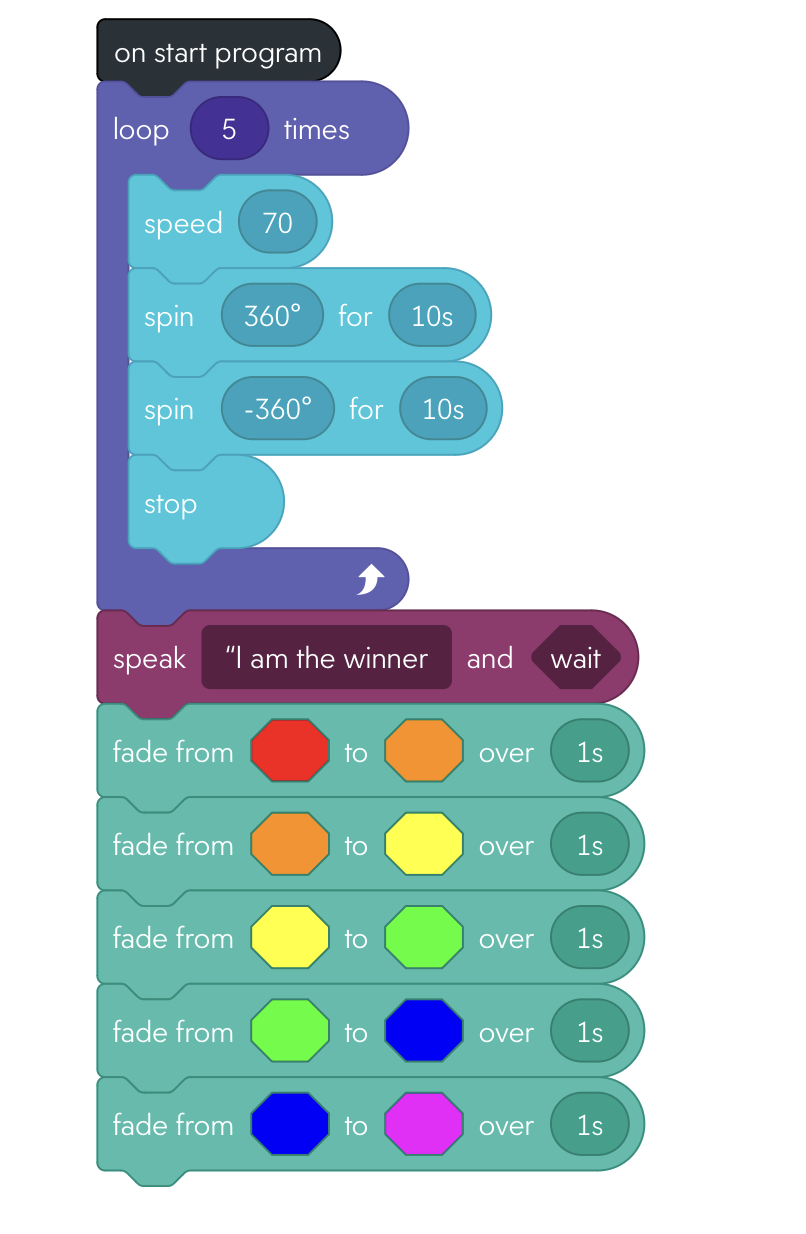 on start program
loop 5 times
speed 70
spin 360° for 10s
spin -360° for 10s
stop
speak “I am the winner and wait
fade from to over 1s
fade from to over 1s
fade from to over 1s
fade from to over 1s
fade from to over 1s